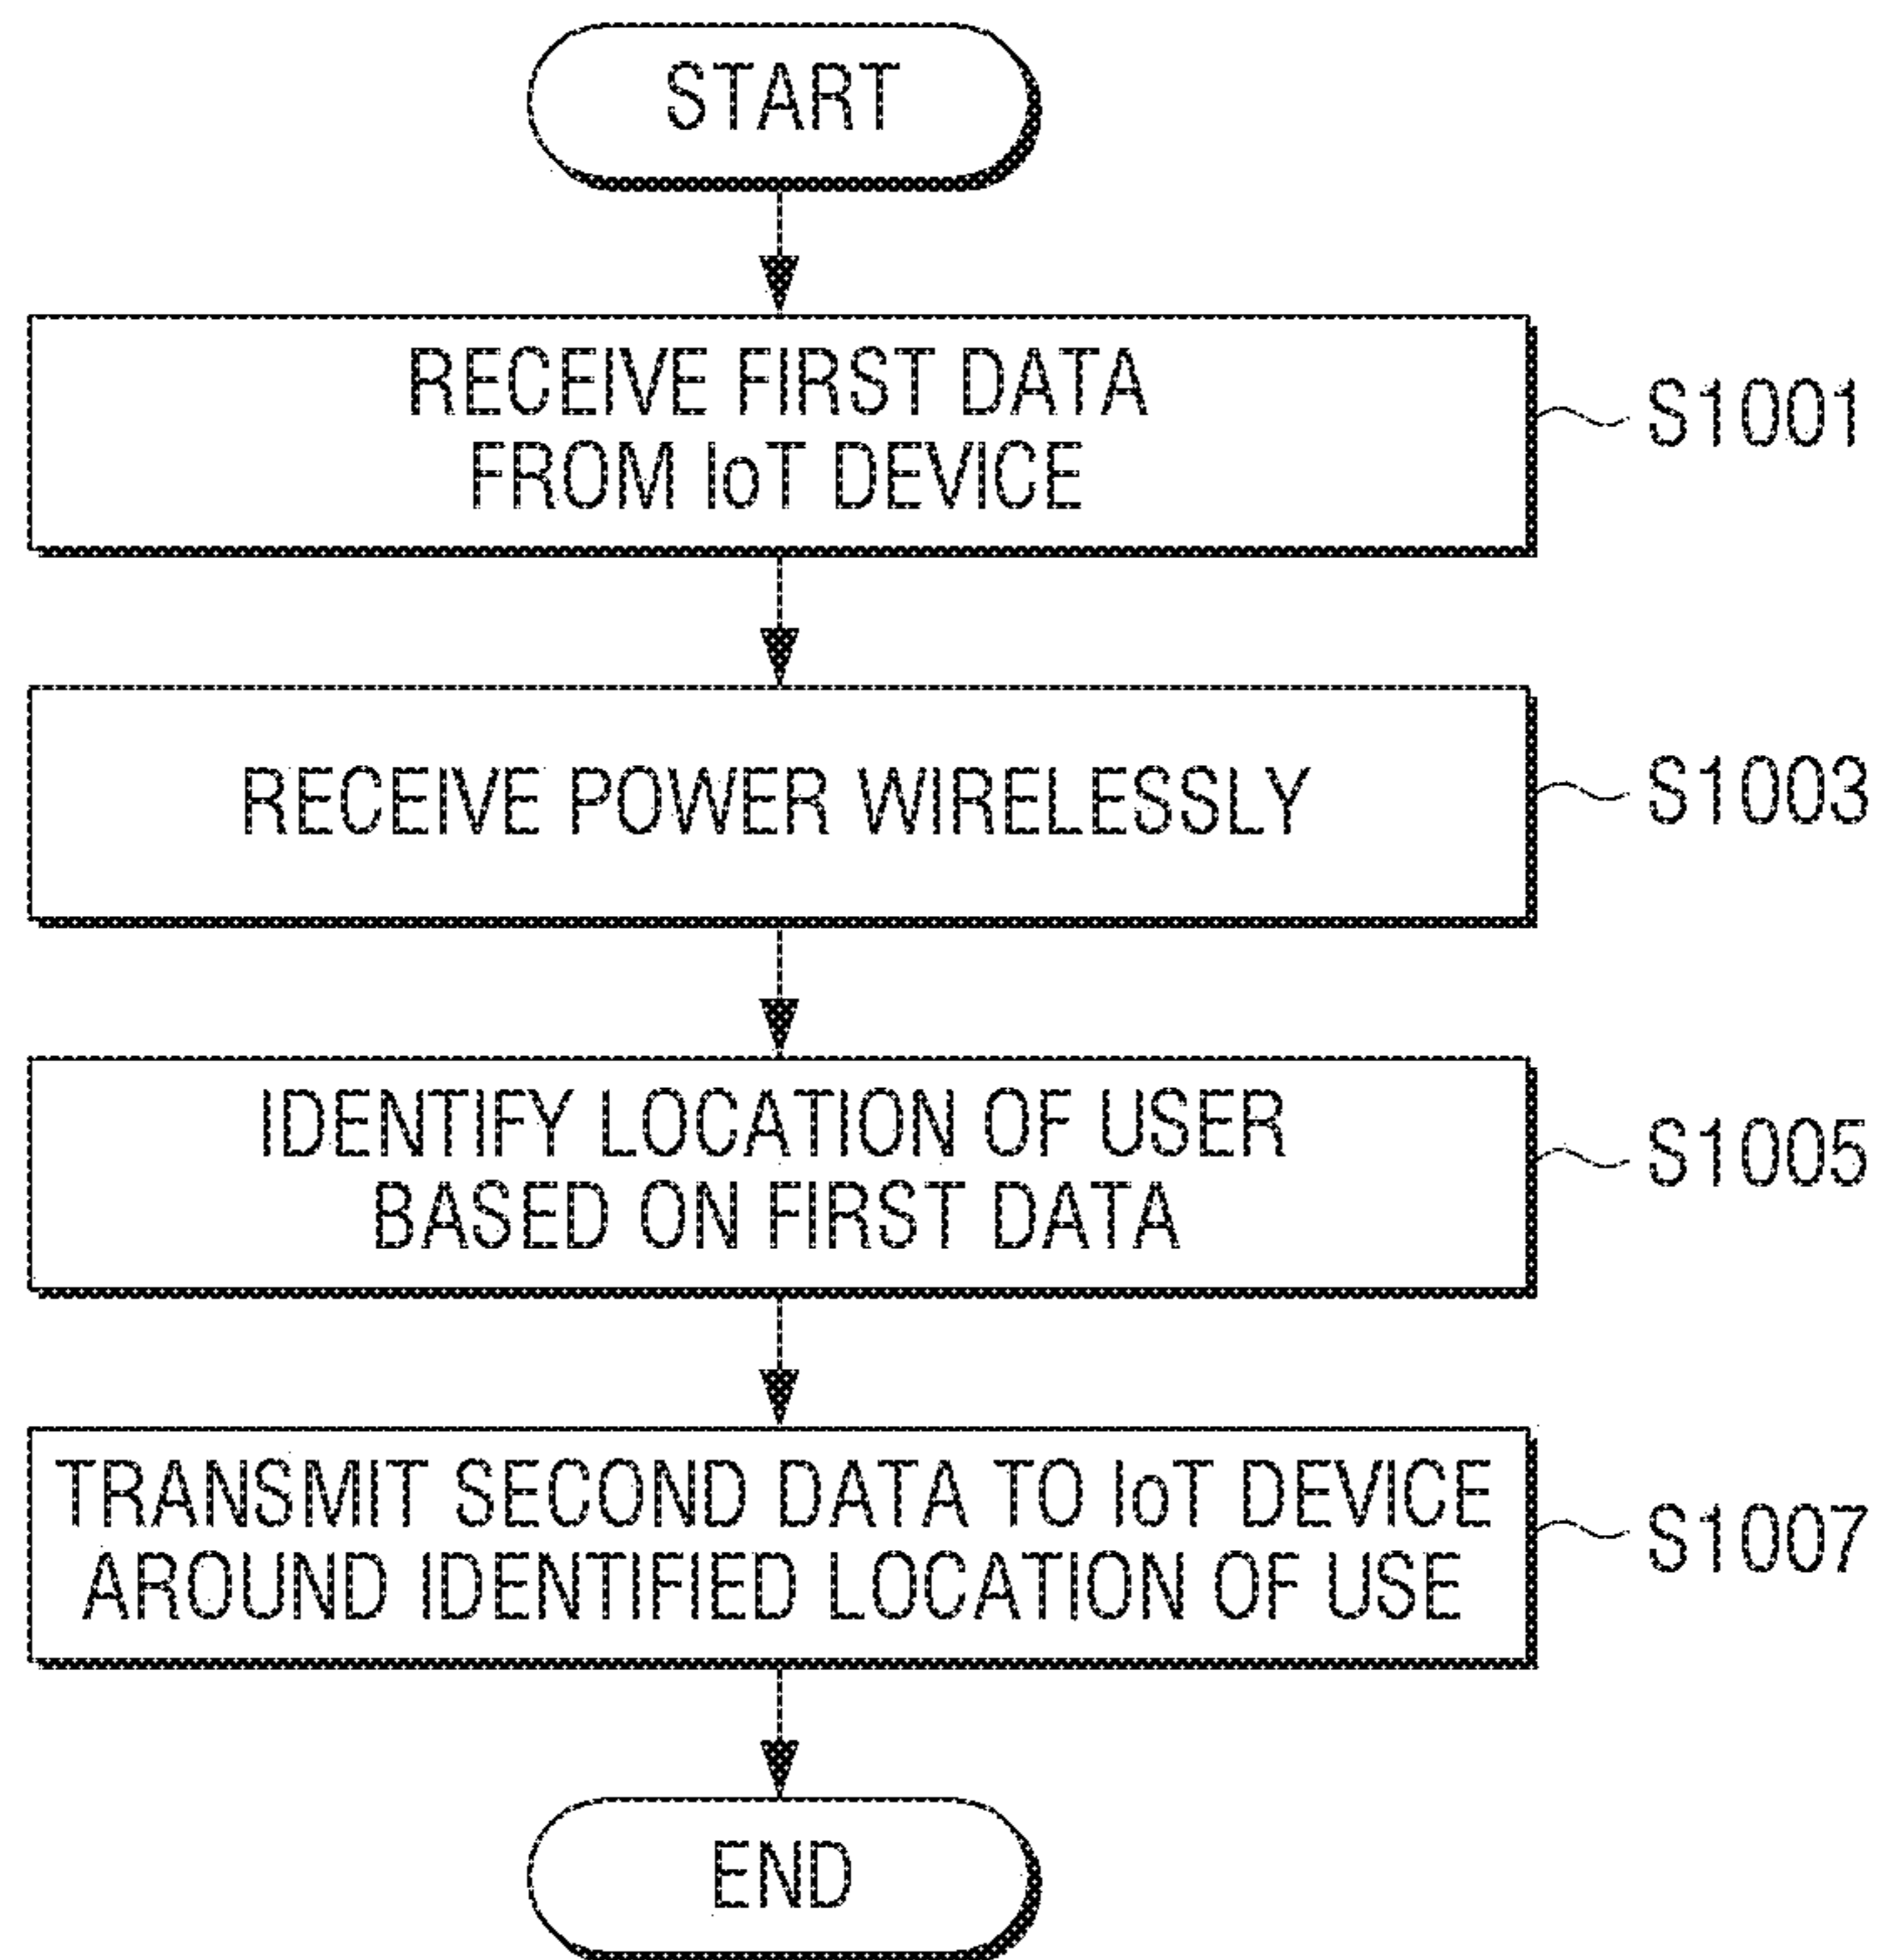 START
RECEIVE FIRST DATA
FROM IoT DEVICE
S1001
RECEIVE POWER WIRELESSLY
S1003
IDENTIFY LOCATION OF USER
BASED ON FIRST DATA
S1005
TRANSMIT SECOND DATA TO IoT DEVICE
AROUND IDENTIFIED LOCATION OF USE
S1007
END